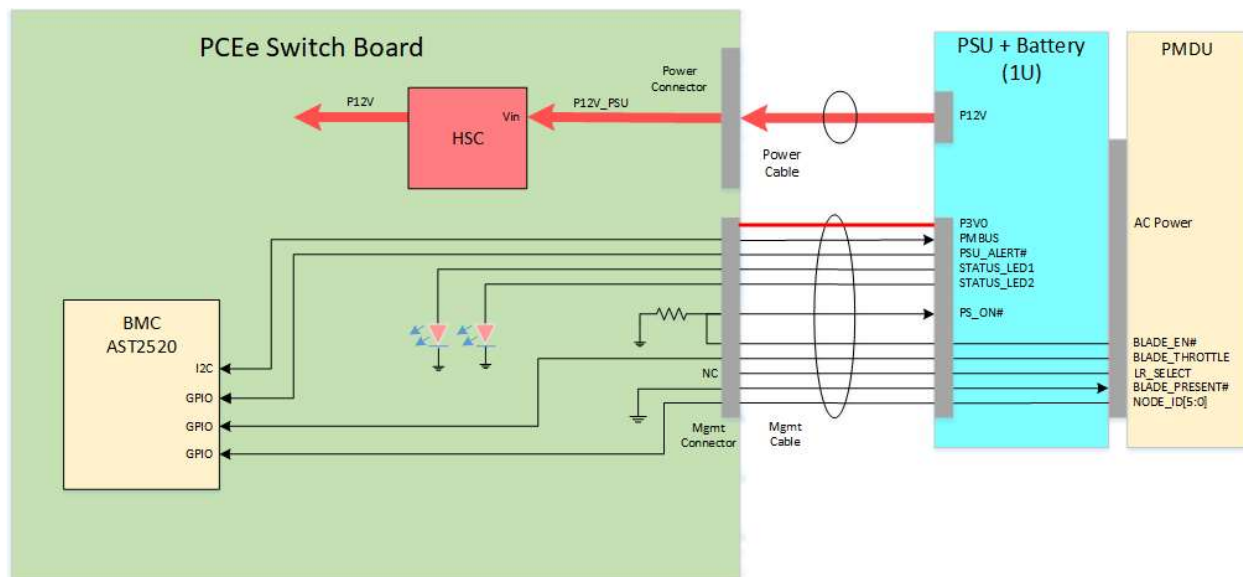 PCEe Switch Board
PSU + Battery
(1U)
PMDU
Power
Connector
P12V
P12V_PSU
Vin
HSC
P12V
Power
Cable
P3V0
AC Power
PMBUS
PSU_ALERT#
STATUS_LED1
STATUS_LED2
PS_ON#
BMC
AST2520
I2C
GPIO
GPIO
GPIO
NC
BLADE_EN#
BLADE_THROTTLE
LR_SELECT
BLADE_PRESENT#
NODE_ID[5:0]
Mgmt
Connector
Mgmt
Cable